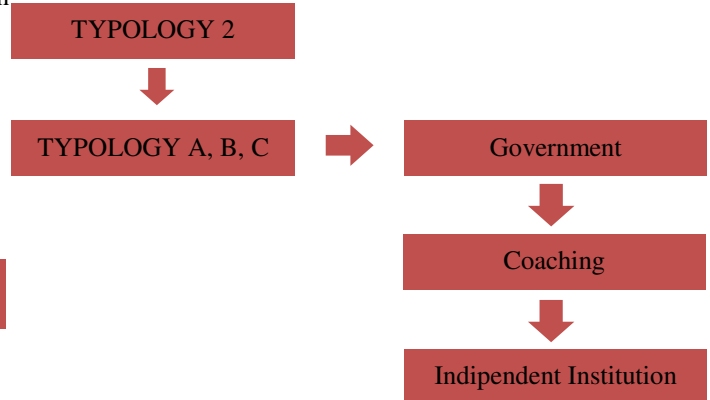 TYPOLOGY 2
TYPOLOGY A, B, C
Government
Coaching
Indipendent Institution